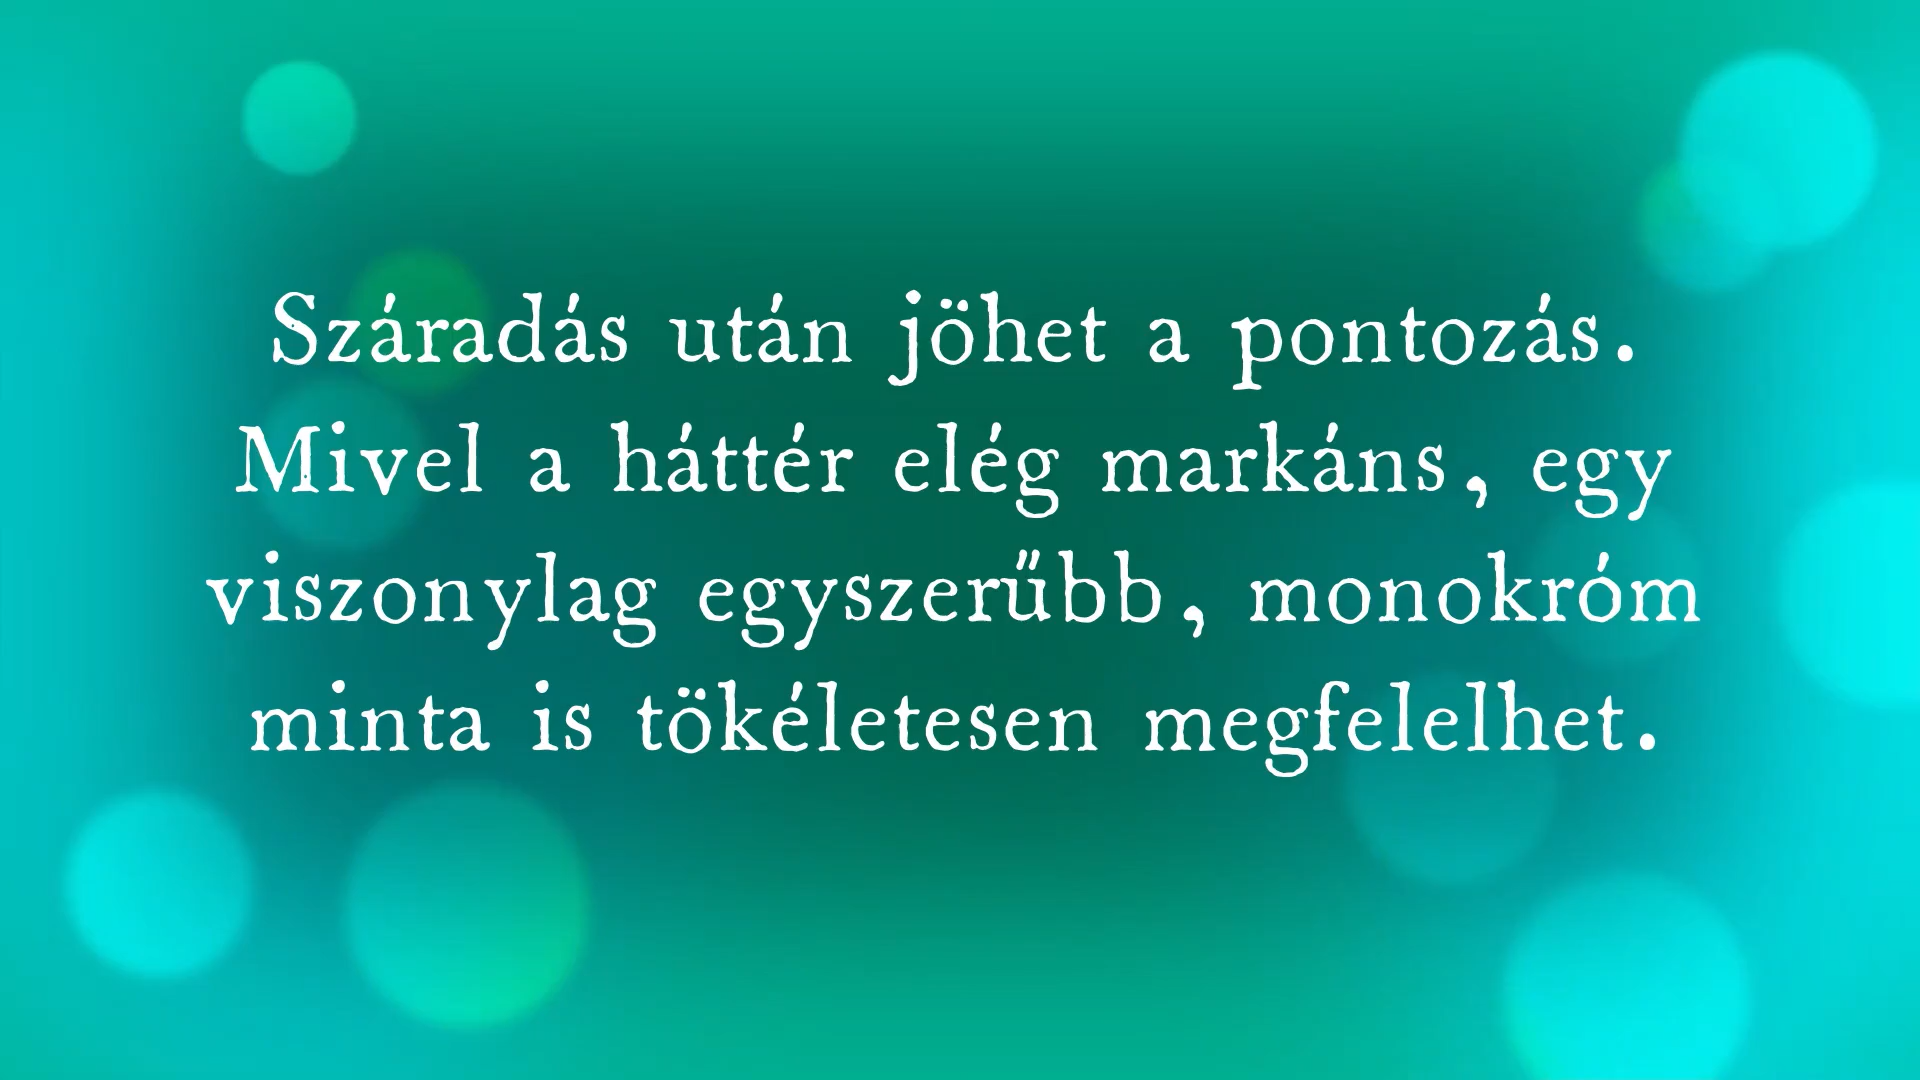 Száradás után jöhet a pontozás.
Mivel a háttér elég markáns, egy
viszonylag egyszerűbb, monokróm
minta is tökéletesen megfelelhet.